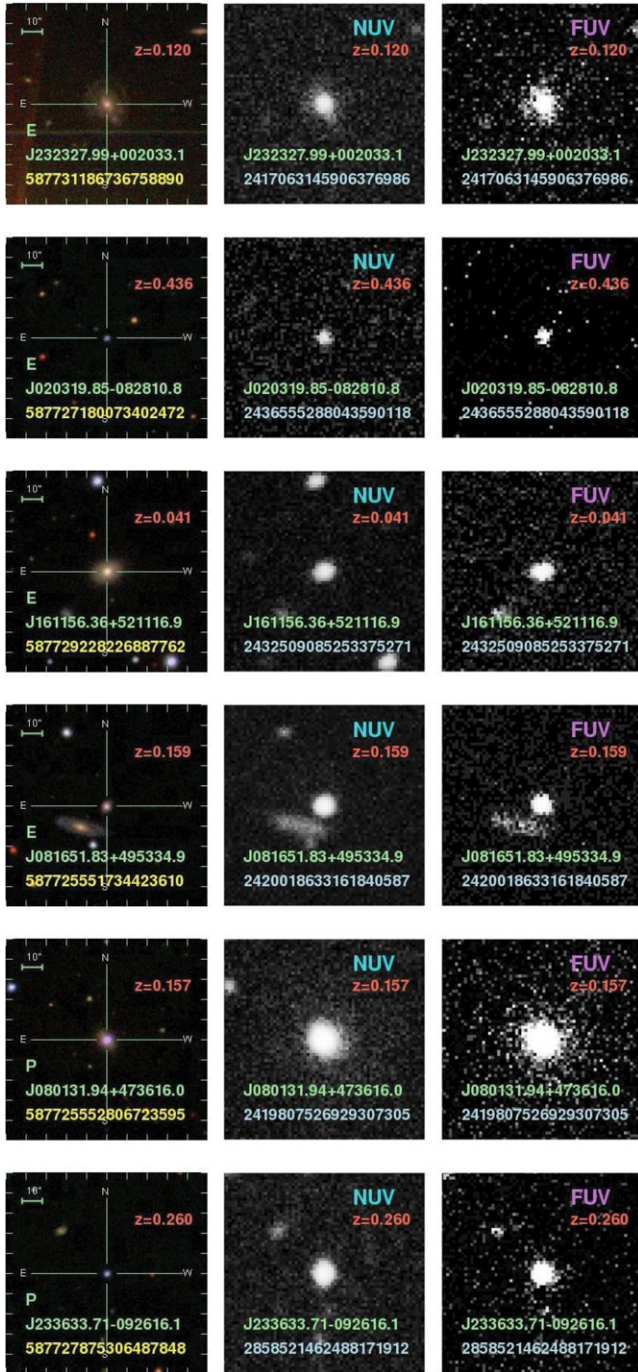 10" N z=0.120
E W
E
J232327.99+002033.1
587731186736758890
S
NUV
z=0.120
J232327.99+002033.1
2417063145906376986
FUV
z=0.120
J232327.99+002033.1
2417063145906376986
10" N z=0.436
E W
E
J020319.85-082810.8
587727180073402472
S
NUV
z=0.436
J020319.85-082810.8
2436555288043590118
FUV
z=0.436
J020319.85-082810.8
2436555288043590118
10" N z=0.041
E W
E
J161156.36+521116.9
587729228226887762
S
NUV
z=0.041
J161156.36+521116.9
2432509085253375271
FUV
z=0.041
J161156.36+521116.9
2432509085253375271
10" N z=0.159
E W
E
J081651.83+495334.9
587725551734423610
S
NUV
z=0.159
J081651.83+495334.9
2420018633161840587
FUV
z=0.159
J081651.83+495334.9
2420018633161840587
10" N z=0.157
E W
P
J080131.94+473616.0
587725552806723595
S
NUV
z=0.157
J080131.94+473616.0
2419807526929307305
FUV
z=0.157
J080131.94+473616.0
2419807526929307305
10" N z=0.260
E W
P
J233633.71-092616.1
587727875306487848
S
NUV
z=0.260
J233633.71-092616.1
2858521462488171912
FUV
z=0.260
J233633.71-092616.1
2858521462488171912